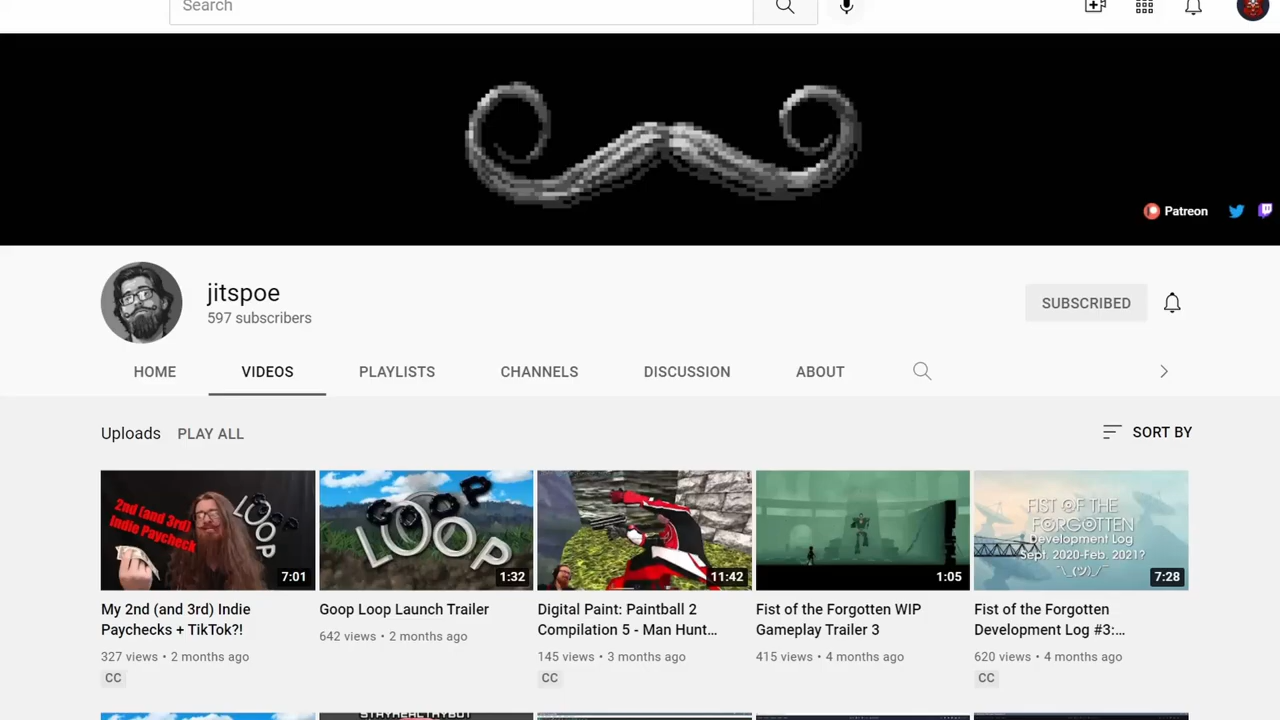 Search
Patreon
jitspoe
597 subscribers
SUBSCRIBED
HOME
VIDEOS
PLAYLISTS
CHANNELS
DISCUSSION
ABOUT
Uploads
PLAY ALL
SORT BY
2nd (and 3rd)
Indie Paycheck
LOOP
7:01
GOOP
LOOP
1:32
11:42
1:05
FIST OF THE
FORGOTTEN
Development Log
Sept. 2020-Feb. 2021?
¯\_(ツ)_/¯
7:28
My 2nd (and 3rd) Indie
Paychecks + TikTok?!
327 views • 2 months ago
CC
Goop Loop Launch Trailer
642 views • 2 months ago
Digital Paint: Paintball 2
Compilation 5 - Man Hunt...
145 views • 3 months ago
CC
Fist of the Forgotten WIP
Gameplay Trailer 3
415 views • 4 months ago
Fist of the Forgotten
Development Log #3:...
620 views • 4 months ago
CC
STAYHEALTHYBOT